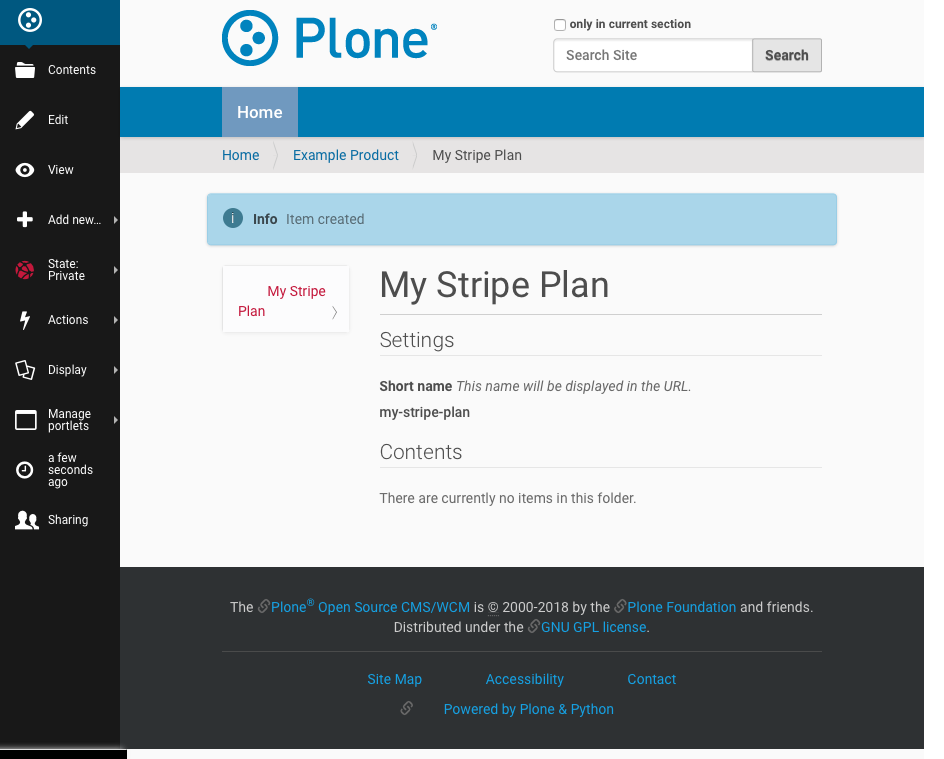 Plone®
only in current section
Search Site
Search
Home
Home
Example Product
My Stripe Plan
Contents
Edit
View
Add new...
State:
Private
Actions
Display
Manage
portlets
a few
seconds
ago
Sharing
i Info Item created
My Stripe
Plan
My Stripe Plan
Settings
Short name This name will be displayed in the URL.
my-stripe-plan
Contents
There are currently no items in this folder.
The Plone® Open Source CMS/WCM is © 2000-2018 by the Plone Foundation and friends.
Distributed under the GNU GPL license.
Site Map
Accessibility
Contact
Powered by Plone & Python